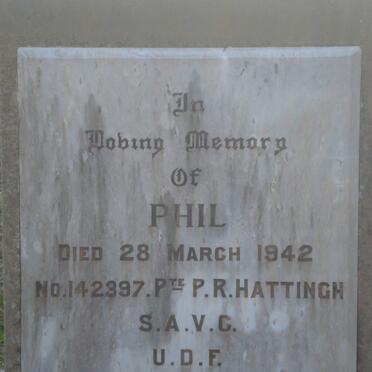 In
Loving Memory
Of
PHIL
DIED 28 MARCH 1942
No.142397. PTE P.R. HATTINGH
S.A.V.C.
U.D.F.